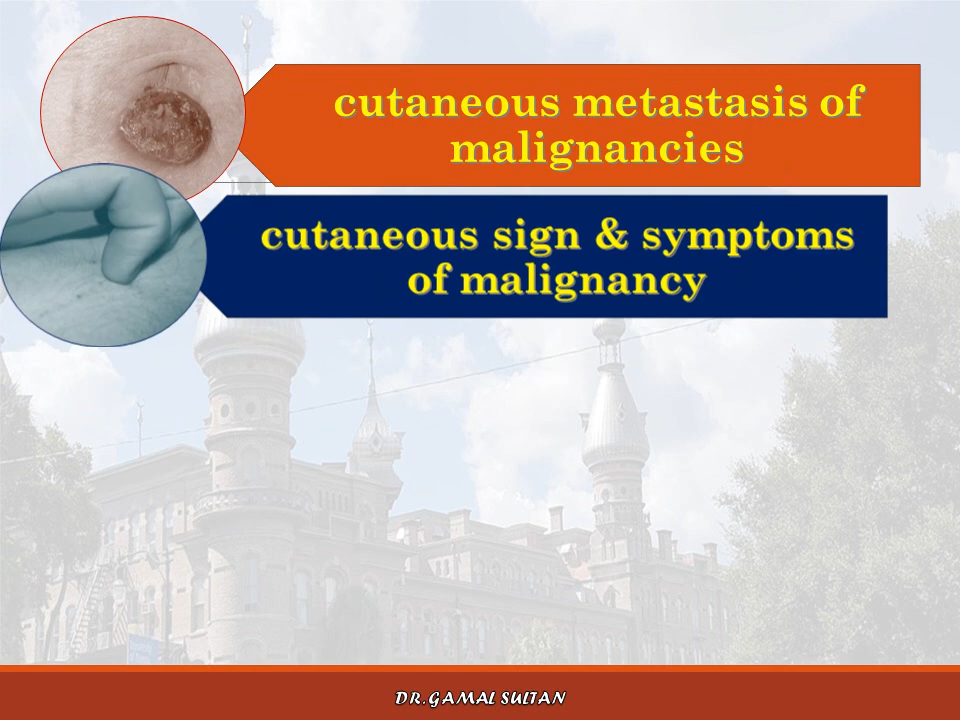 cutaneous metastasis of
malignancies
cutaneous sign & symptoms
of malignancy
DR.GAMAL SULTAN